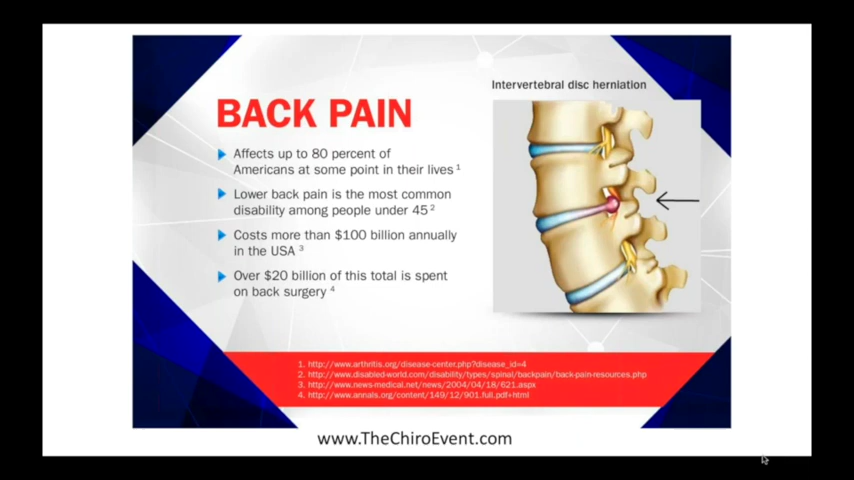 Intervertebral disc herniation
BACK PAIN
Affects up to 80 percent of
Americans at some point in their lives 1
Lower back pain is the most common
disability among people under 45 2
Costs more than $100 billion annually
in the USA 3
Over $20 billion of this total is spent
on back surgery 4
1. http://www.arthritis.org/disease-center.php?disease_id=4
2. http://www.disabled-world.com/disability/types/spinal/backpain/back-pain-resources.php
3. http://www.news-medical.net/news/2004/04/18/621.aspx
4. http://www.annals.org/content/149/12/901.full.pdf+html
www.TheChiroEvent.com